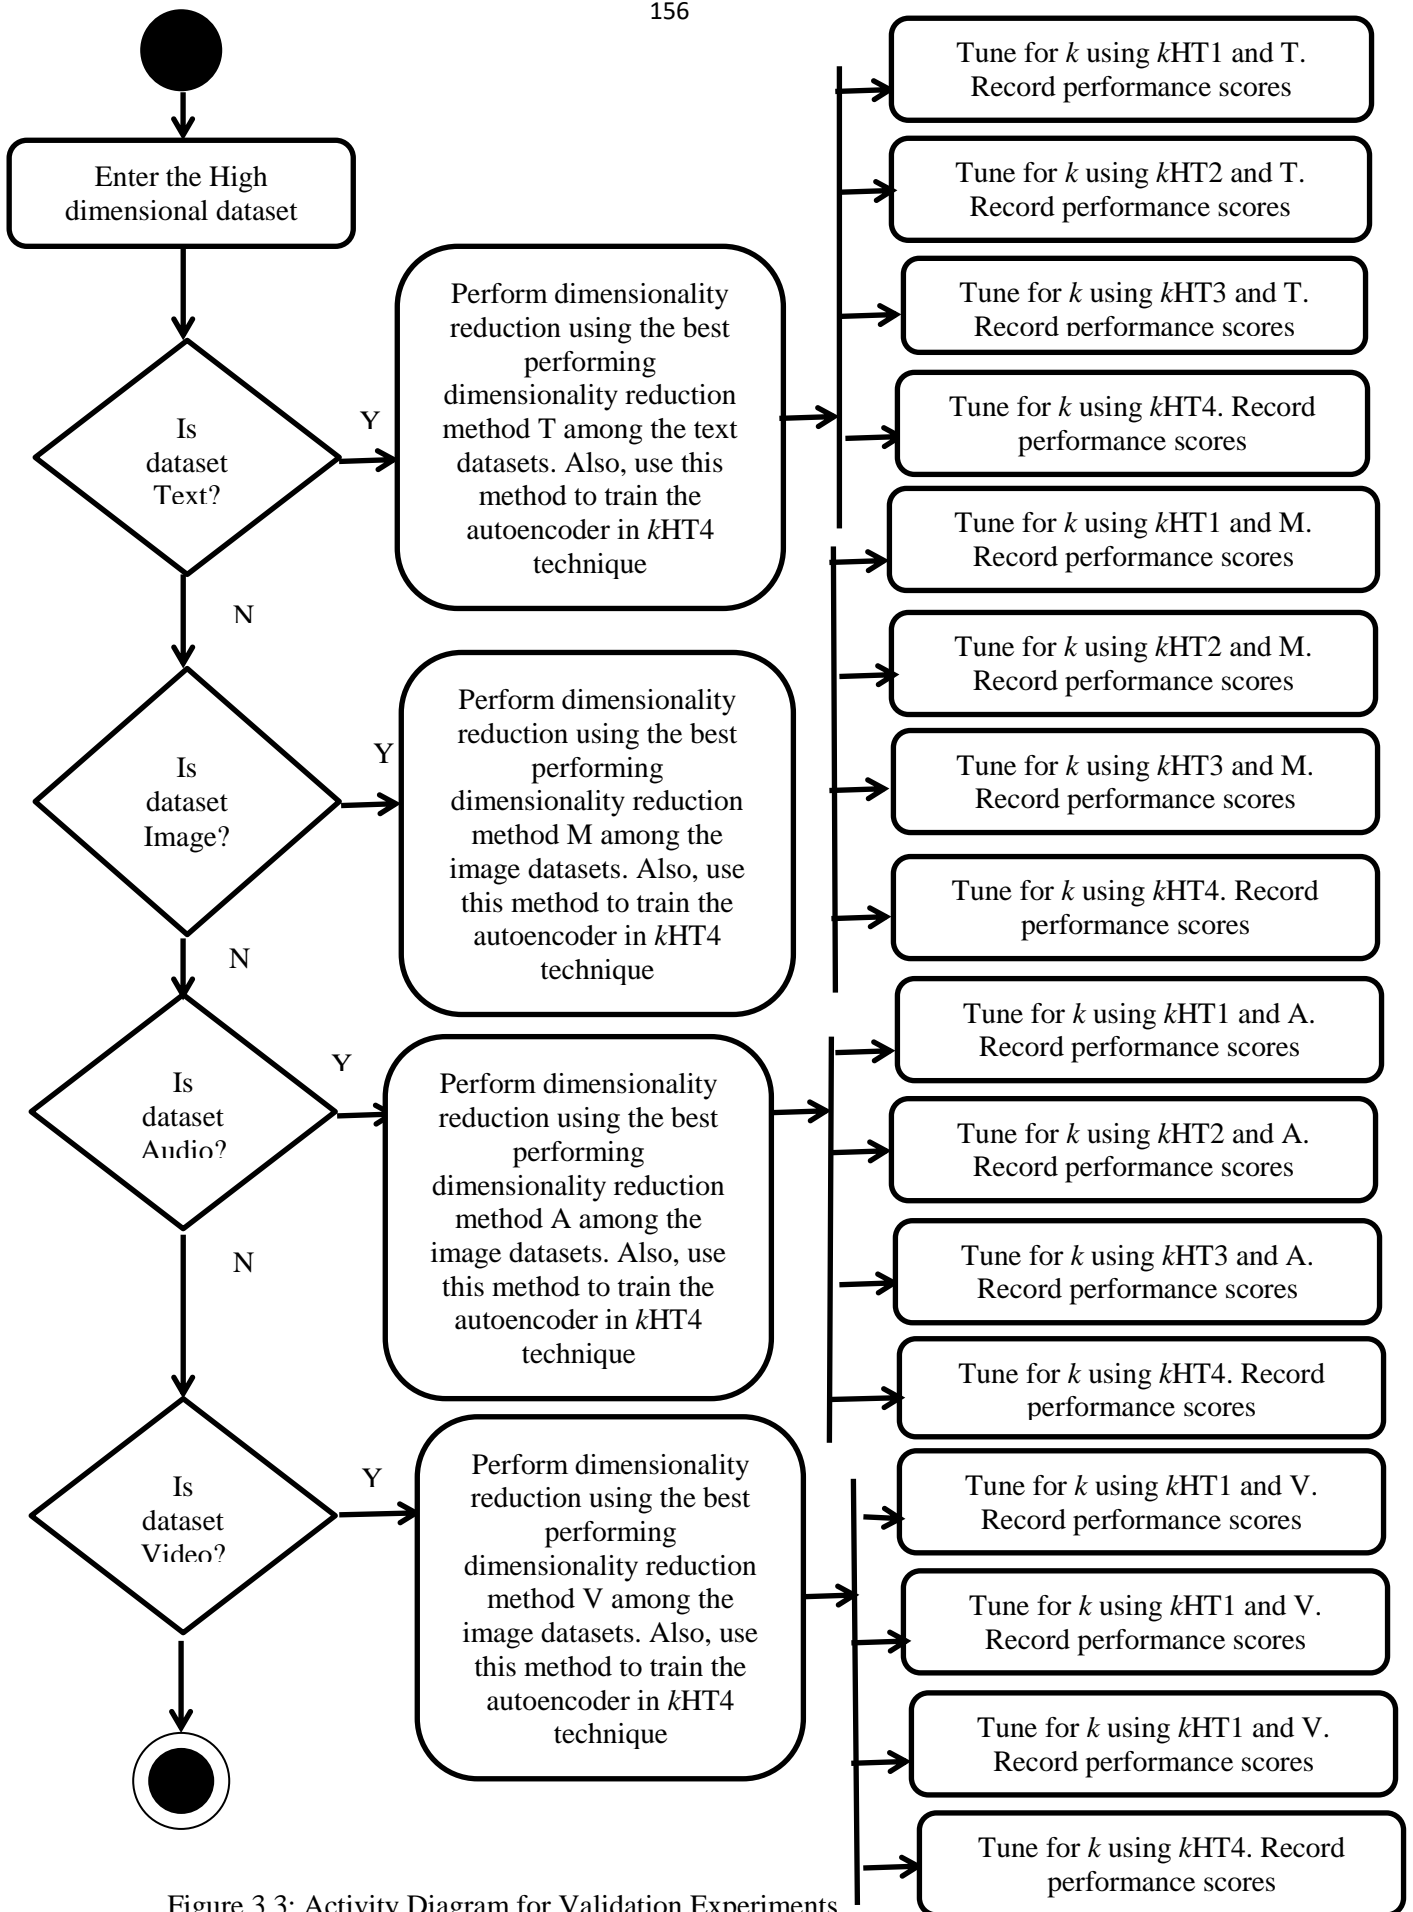 156
Enter the High
dimensional dataset
Is
dataset
Text?
Y
N
Perform dimensionality
reduction using the best
performing
dimensionality reduction
method T among the text
datasets. Also, use this
method to train the
autoencoder in kHT4
technique
Tune for k using kHT1 and T.
Record performance scores
Tune for k using kHT2 and T.
Record performance scores
Tune for k using kHT3 and T.
Record performance scores
Tune for k using kHT4. Record
performance scores
Is
dataset
Image?
Y
N
Perform dimensionality
reduction using the best
performing
dimensionality reduction
method M among the
image datasets. Also, use
this method to train the
autoencoder in kHT4
technique
Tune for k using kHT1 and M.
Record performance scores
Tune for k using kHT2 and M.
Record performance scores
Tune for k using kHT3 and M.
Record performance scores
Tune for k using kHT4. Record
performance scores
Is
dataset
Audio?
Y
N
Perform dimensionality
reduction using the best
performing
dimensionality reduction
method A among the
image datasets. Also, use
this method to train the
autoencoder in kHT4
technique
Tune for k using kHT1 and A.
Record performance scores
Tune for k using kHT2 and A.
Record performance scores
Tune for k using kHT3 and A.
Record performance scores
Tune for k using kHT4. Record
performance scores
Is
dataset
Video?
Y
Perform dimensionality
reduction using the best
performing
dimensionality reduction
method V among the
image datasets. Also, use
this method to train the
autoencoder in kHT4
technique
Tune for k using kHT1 and V.
Record performance scores
Tune for k using kHT1 and V.
Record performance scores
Tune for k using kHT1 and V.
Record performance scores
Tune for k using kHT4. Record
performance scores
Figure 3.3: Activity Diagram for Validation Experiments